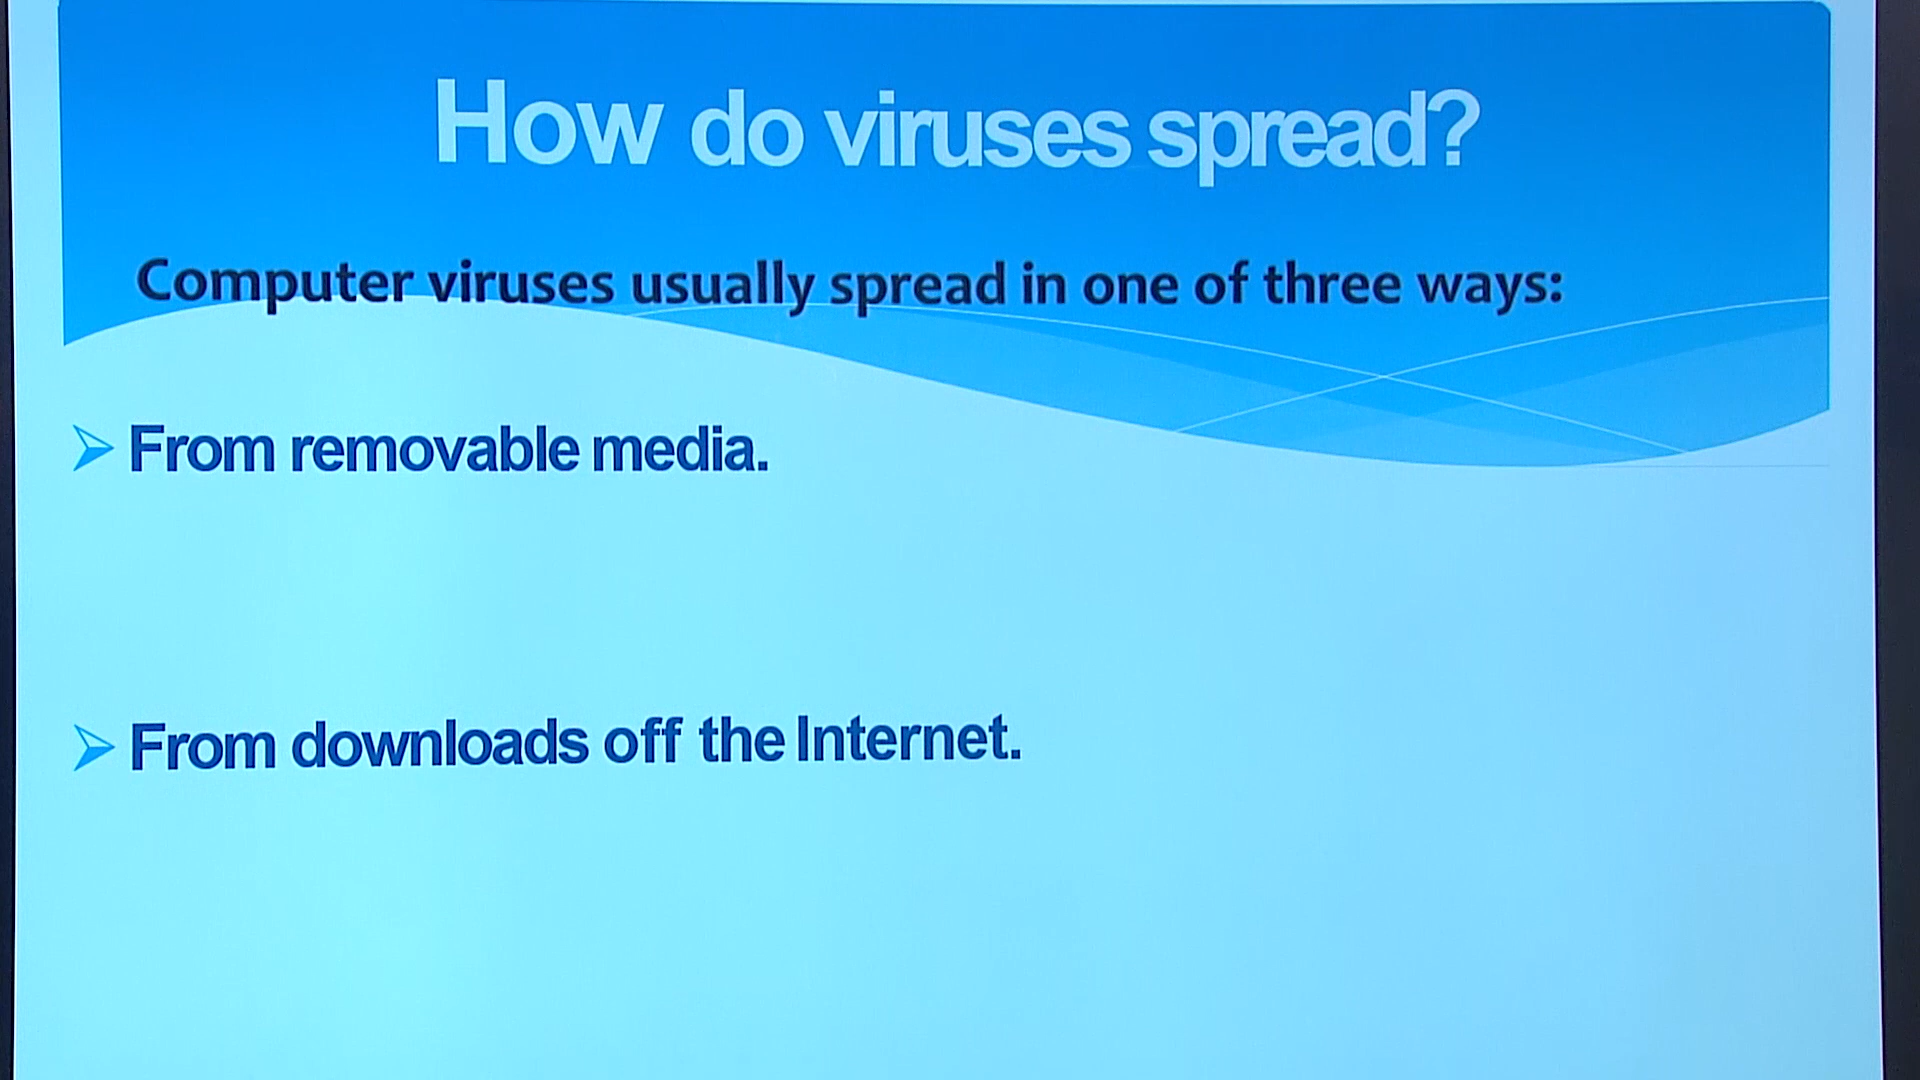 How do viruses spread?
Computer viruses usually spread in one of three ways:
From removable media.
From downloads off the Internet.